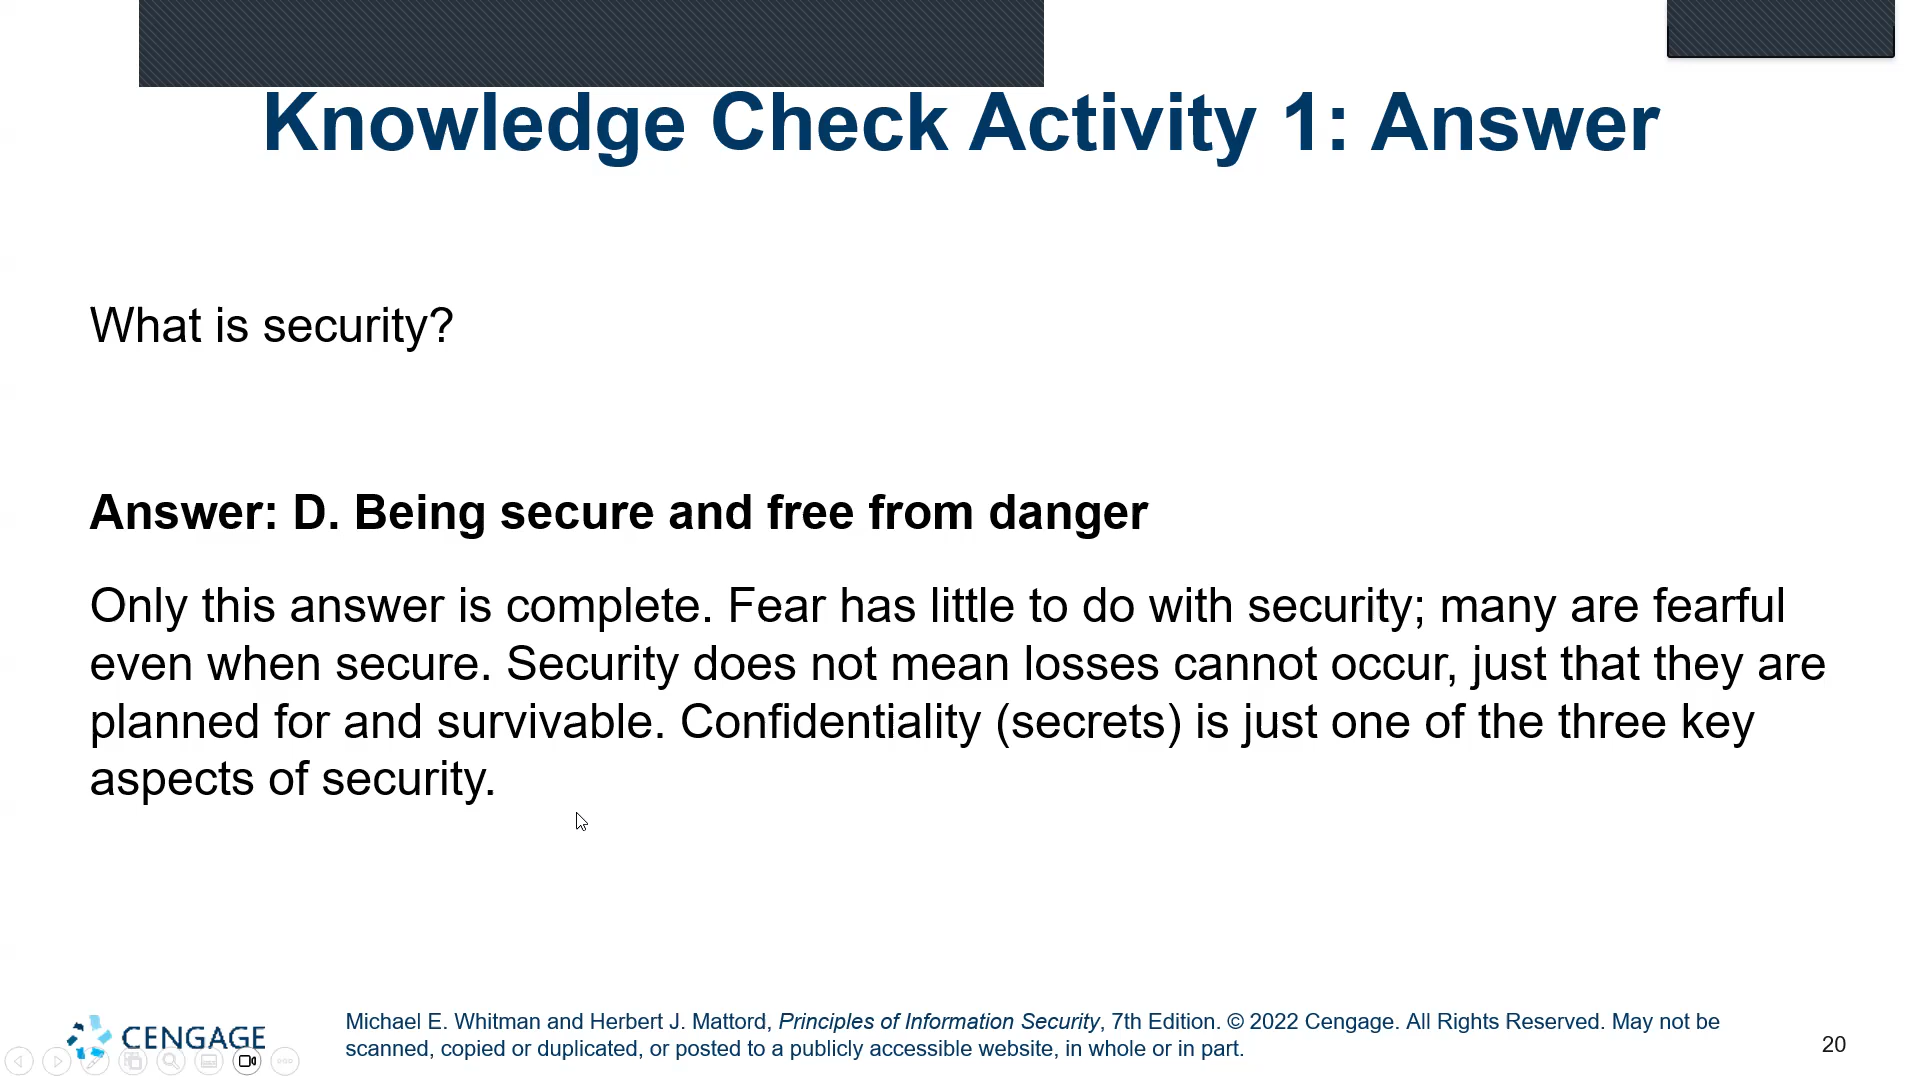 Knowledge Check Activity 1: Answer
What is security?
Answer: D. Being secure and free from danger
Only this answer is complete. Fear has little to do with security; many are fearful
even when secure. Security does not mean losses cannot occur, just that they are
planned for and survivable. Confidentiality (secrets) is just one of the three key
aspects of security.
CENGAGE
Michael E. Whitman and Herbert J. Mattord, Principles of Information Security, 7th Edition. © 2022 Cengage. All Rights Reserved. May not be
scanned, copied or duplicated, or posted to a publicly accessible website, in whole or in part.
20